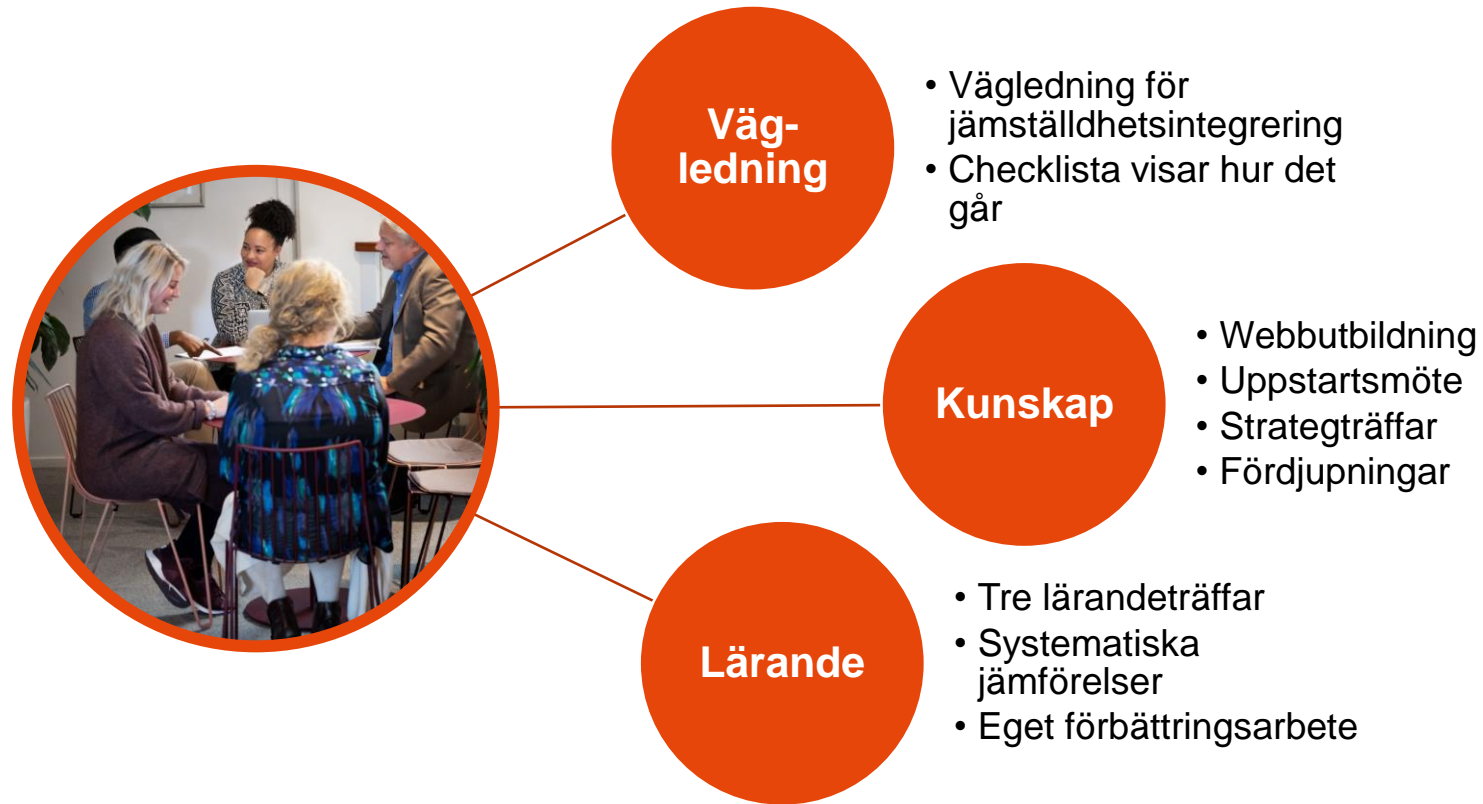 Väg-
ledning
• Vägledning för
jämställdhetsintegrering
• Checklista visar hur det
går
Kunskap
• Webbutbildning
• Uppstartsmöte
• Strategträffar
• Fördjupningar
Lärande
• Tre lärandeträffar
• Systematiska
jämförelser
• Eget förbättringsarbete